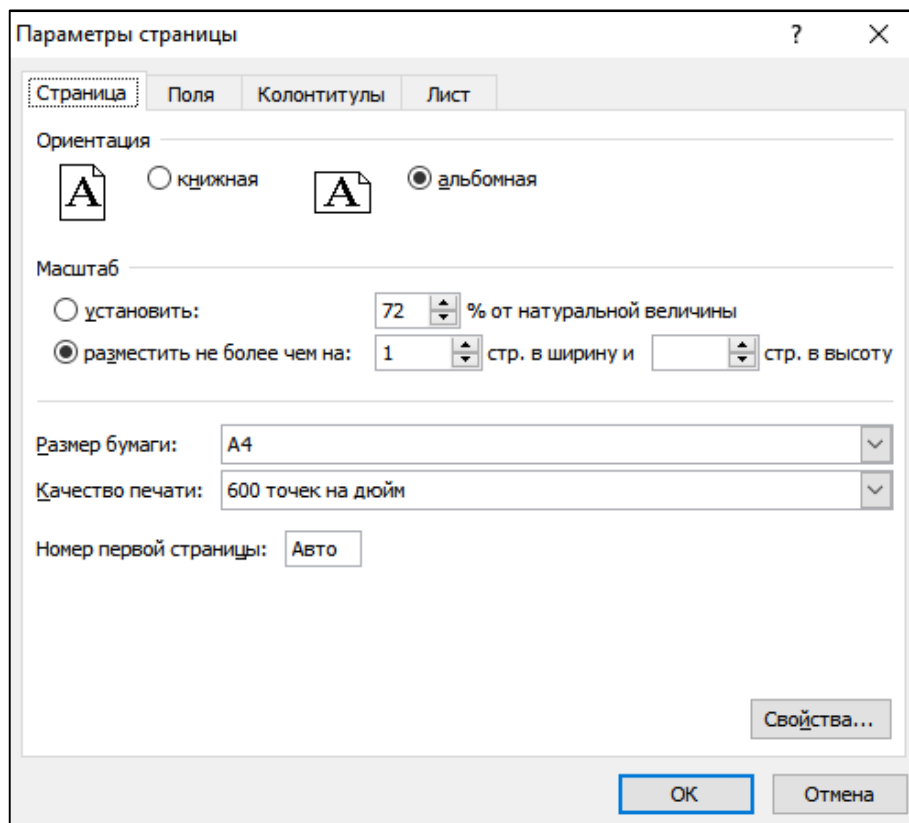 Параметры страницы ?
Страница Поля Колонтитулы Лист
Ориентация
A книжная A альбомная
Масштаб
установить: 72 % от натуральной величины
разместить не более чем на: 1 стр. в ширину и стр. в высоту
Размер бумаги: A4
Качество печати: 600 точек на дюйм
Номер первой страницы: Авто
Свойства...
ОК Отмена